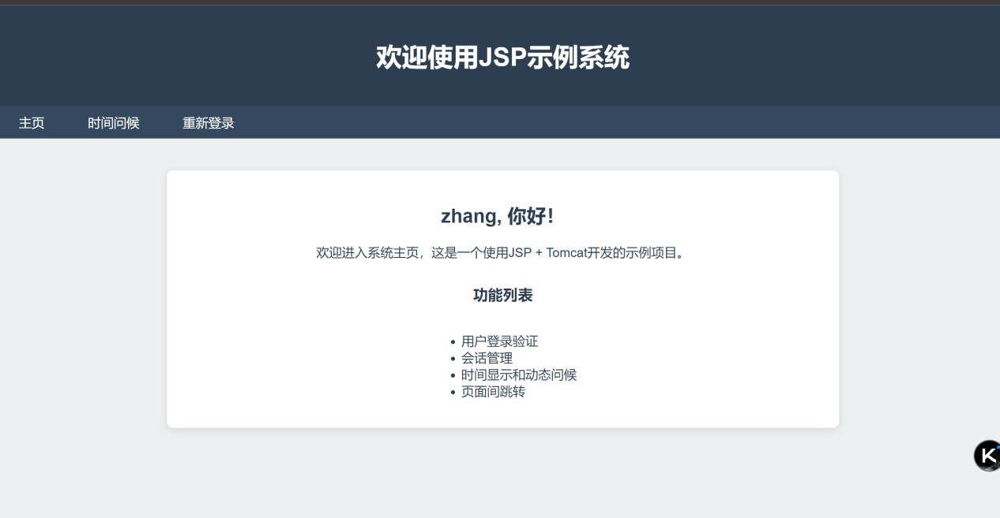 欢迎使用JSP示例系统
主页 时间问候 重新登录
zhang, 你好！
欢迎进入系统主页，这是一个使用JSP + Tomcat开发的示例项目。
功能列表
• 用户登录验证
• 会话管理
• 时间显示和动态问候
• 页面间跳转
K